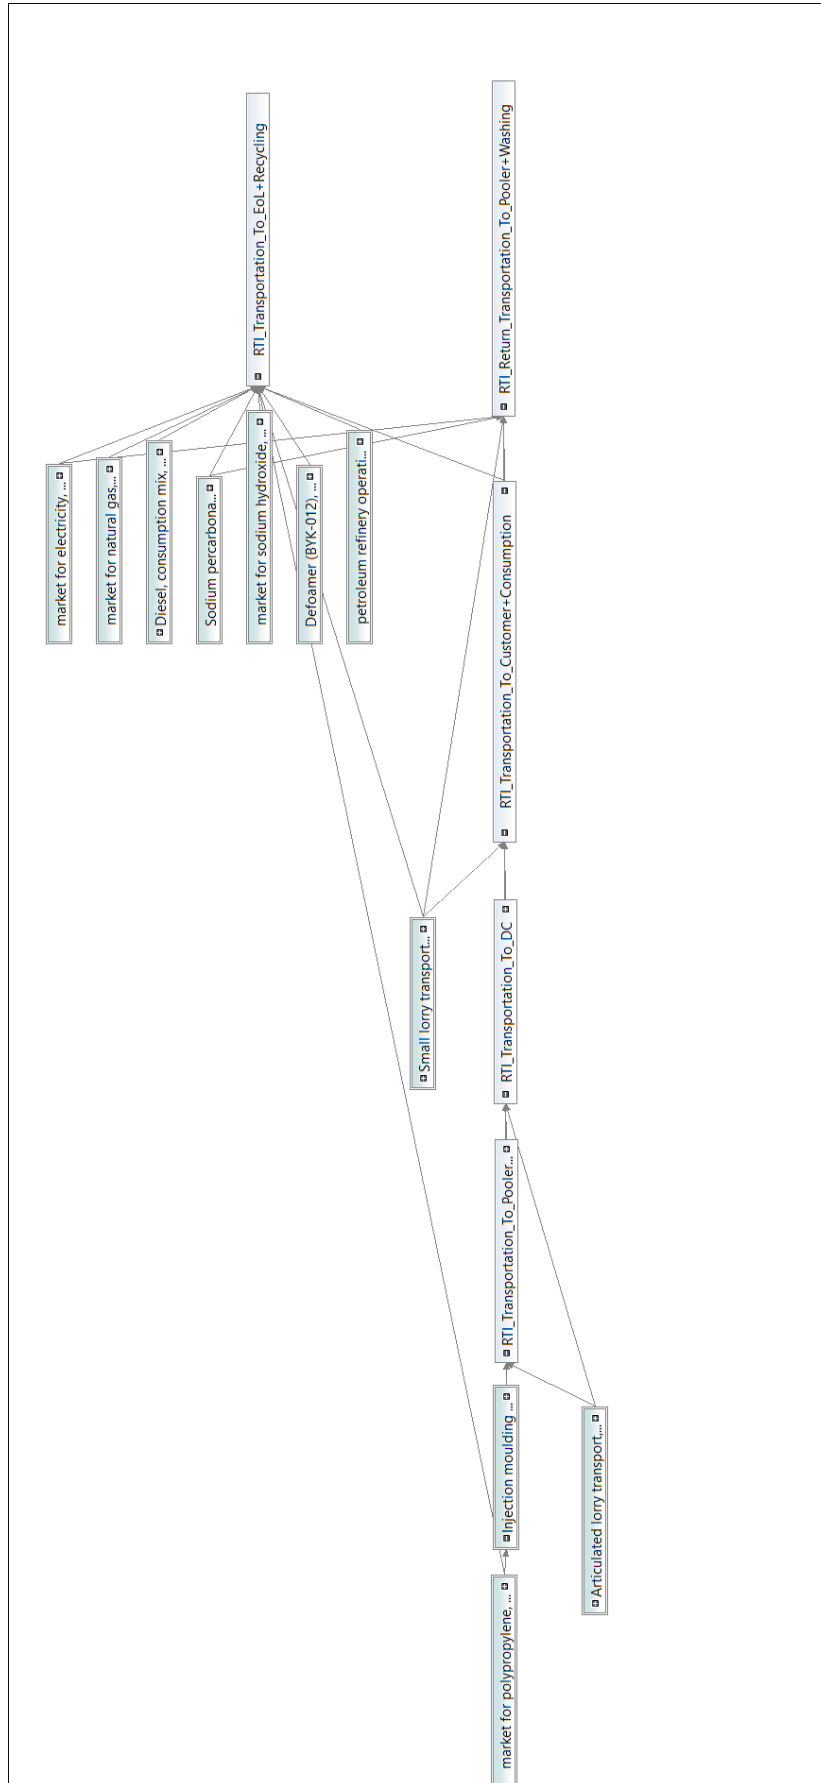 RTI_Transportation_To_EoL+Recycling
RTI_Return_Transportation_To_Pooler+Washing
market for electricity, ...
market for natural gas,...
Diesel, consumption mix, ...
Sodium percarbona...
market for sodium hydroxide, ...
Defoamer (BYK-012), ...
petroleum refinery operati...
RTI_Transportation_To_Customer+Consumption
Small lorry transport...
RTI_Transportation_To_DC
RTI_Transportation_To_Pooler...
Injection moulding ...
Articulated lorry transport,...
market for polypropylene, ...